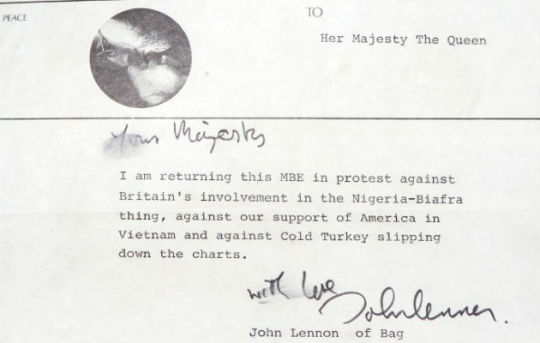 PEACE
TO
Her Majesty The Queen
Your Majesty
I am returning this MBE in protest against
Britain's involvement in the Nigeria-Biafra
thing, against our support of America in
Vietnam and against Cold Turkey slipping
down the charts.
with love
John Lennon.
John Lennon of Bag